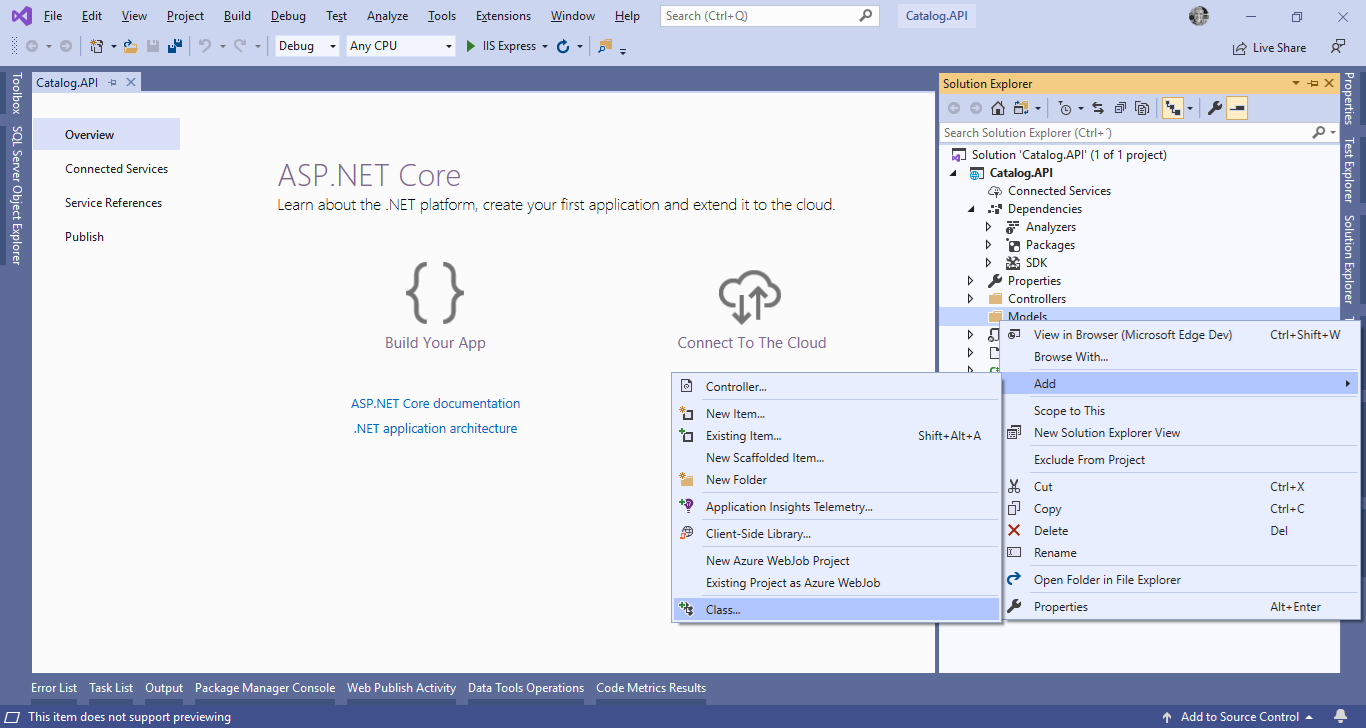 File Edit View Project Build Debug Test Analyze Tools Extensions Window Help Search (Ctrl+Q) Catalog.API
Debug Any CPU IIS Express Live Share
Toolbox
SQL Server Object Explorer
Catalog.API
Overview
Connected Services
Service References
Publish
ASP.NET Core
Learn about the .NET platform, create your first application and extend it to the cloud.
{ }
Build Your App
Connect To The Cloud
ASP.NET Core documentation
.NET application architecture
Solution Explorer
Search Solution Explorer (Ctrl+´)
Solution 'Catalog.API' (1 of 1 project)
Catalog.API
Connected Services
Dependencies
Analyzers
Packages
SDK
Properties
Controllers
Models
Properties
Test Explorer
Solution Explorer
View in Browser (Microsoft Edge Dev) Ctrl+Shift+W
Browse With...
Add
Scope to This
New Solution Explorer View
Exclude From Project
Cut Ctrl+X
Copy Ctrl+C
Delete Del
Rename
Open Folder in File Explorer
Properties Alt+Enter
Controller...
New Item...
Existing Item... Shift+Alt+A
New Scaffolded Item...
New Folder
Application Insights Telemetry...
Client-Side Library...
New Azure WebJob Project
Existing Project as Azure WebJob
Class...
Error List Task List Output Package Manager Console Web Publish Activity Data Tools Operations Code Metrics Results
This item does not support previewing Add to Source Control